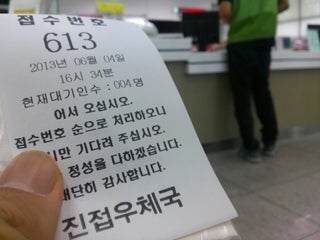 접수번호
613
2013년 06월 04일
16시 34분
현재대기인수 : 004명
어서 오십시오.
접수번호 순으로 처리하오니
만 기다려 주십시오.
정성을 다하겠습니다.
감사합니다.
진접우체국